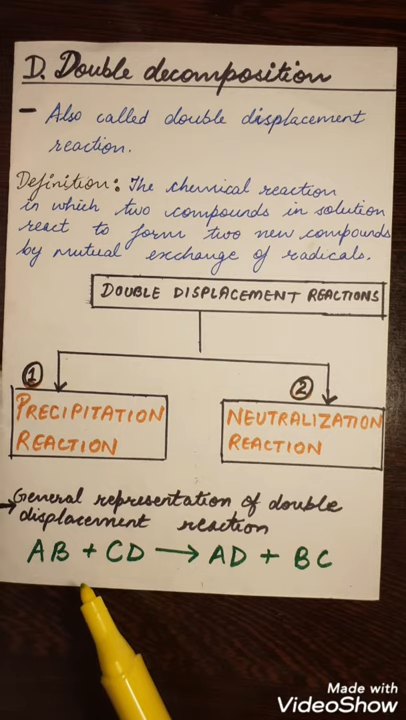 D. Double decomposition
- Also called double displacement
reaction.
Definition: The chemical reaction
in which two compounds in solution
react to form two new compounds
by mutual exchange of radicals.
DOUBLE DISPLACEMENT REACTIONS
①
②
PRECIPITATION
REACTION
NEUTRALIZATION
REACTION
→ General representation of double
displacement reaction
AB + CD → AD + BC
Made with
VideoShow